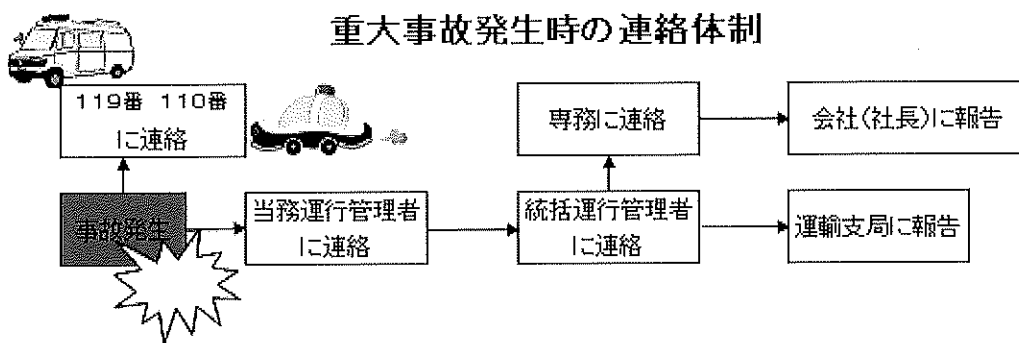 重大事故発生時の連絡体制
119番 110番
に連絡
専務に連絡
会社(社長)に報告
事故発生
当務運行管理者
に連絡
統括運行管理者
に連絡
運輸支局に報告